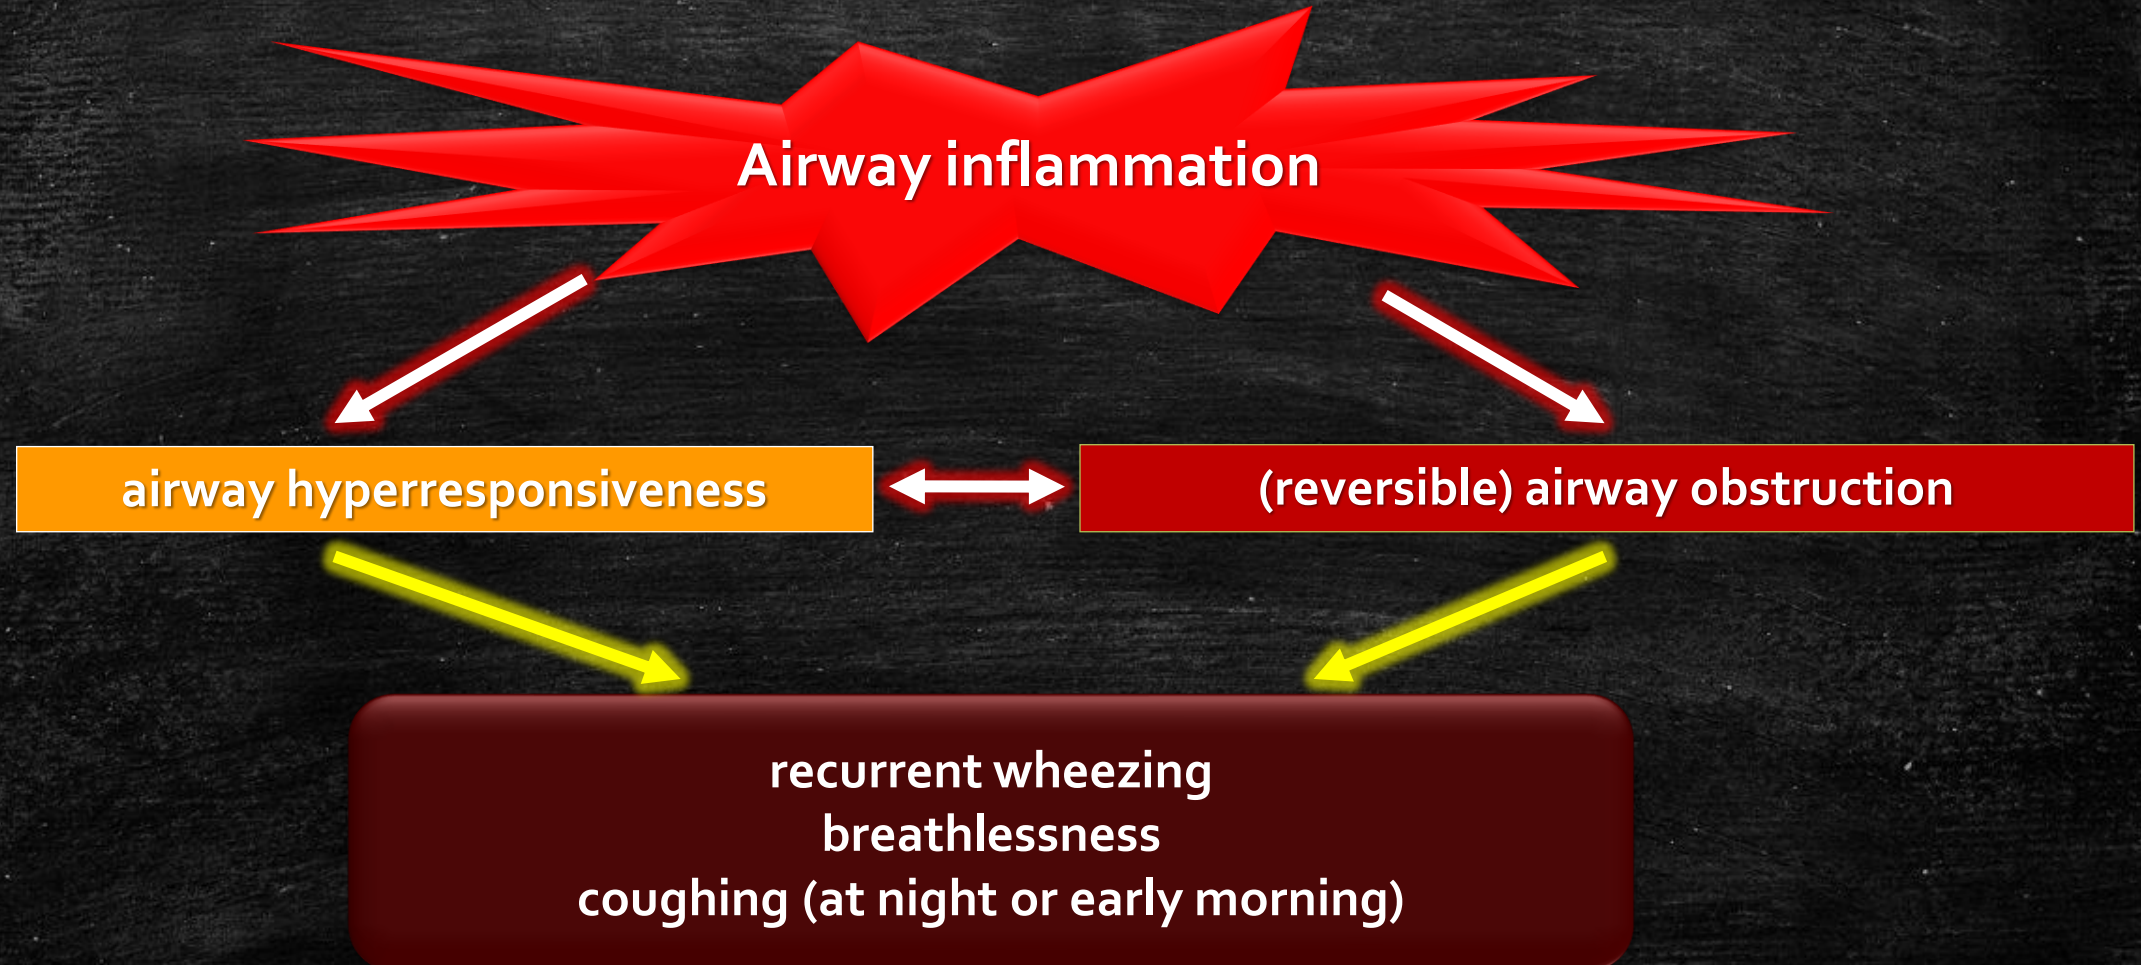 Airway inflammation
airway hyperresponsiveness
(reversible) airway obstruction
recurrent wheezing
breathlessness
coughing (at night or early morning)